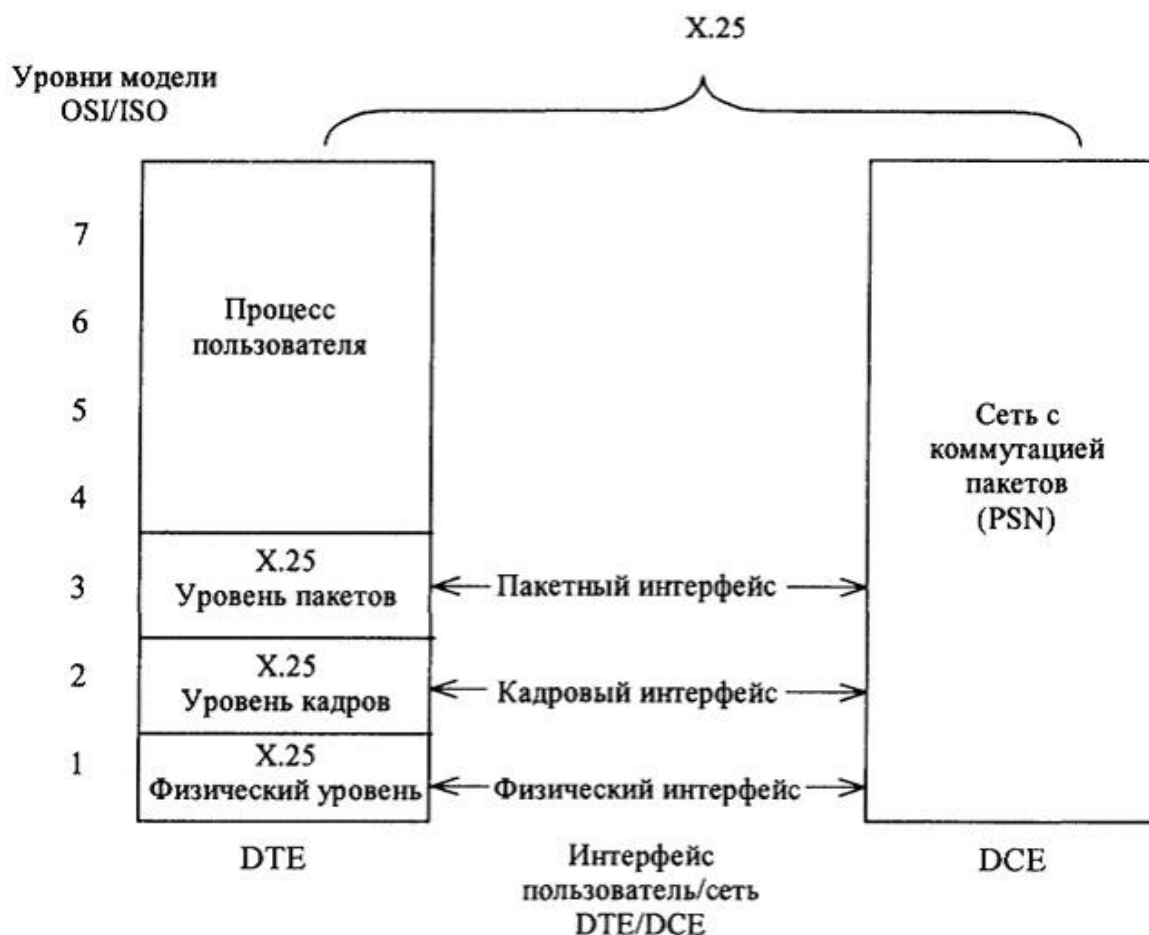 X.25
Уровни модели
OSI/ISO
7
6
5
4
3
2
1
Процесс
пользователя
X.25
Уровень пакетов
X.25
Уровень кадров
X.25
Физический уровень
Пакетный интерфейс
Кадровый интерфейс
Физический интерфейс
Сеть с
коммутацией
пакетов
(PSN)
DTE
Интерфейс
пользователь/сеть
DTE/DCE
DCE